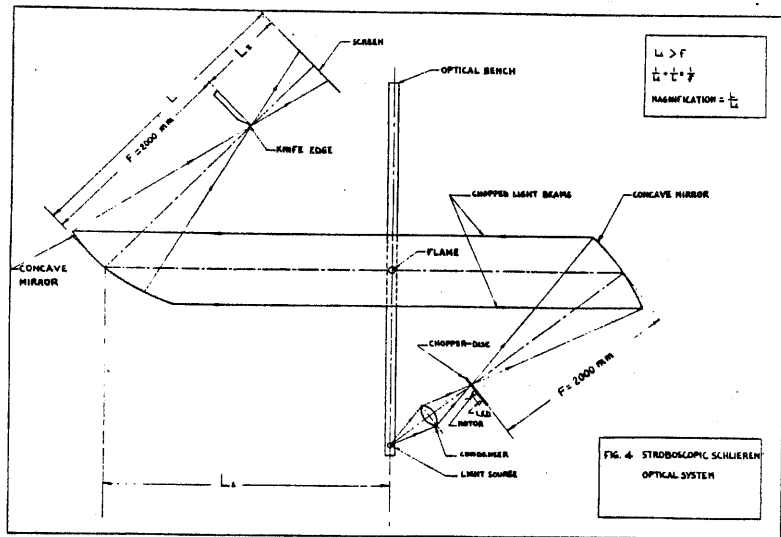 SCREEN
L
L₂
F = 2000 mm
KNIFE EDGE
OPTICAL BENCH
L₁ > F
1/L₁ + 1/L = 1/F
MAGNIFICATION = L/L₁
CHOPPED LIGHT BEAMS
CONCAVE MIRROR
FLAME
CONCAVE
MIRROR
CHOPPER-DISC
F = 2000 mm
L.E.D.
MOTOR
CONDENSER
LIGHT SOURCE
L₁
FIG. 4 STROBOSCOPIC SCHLIEREN
OPTICAL SYSTEM